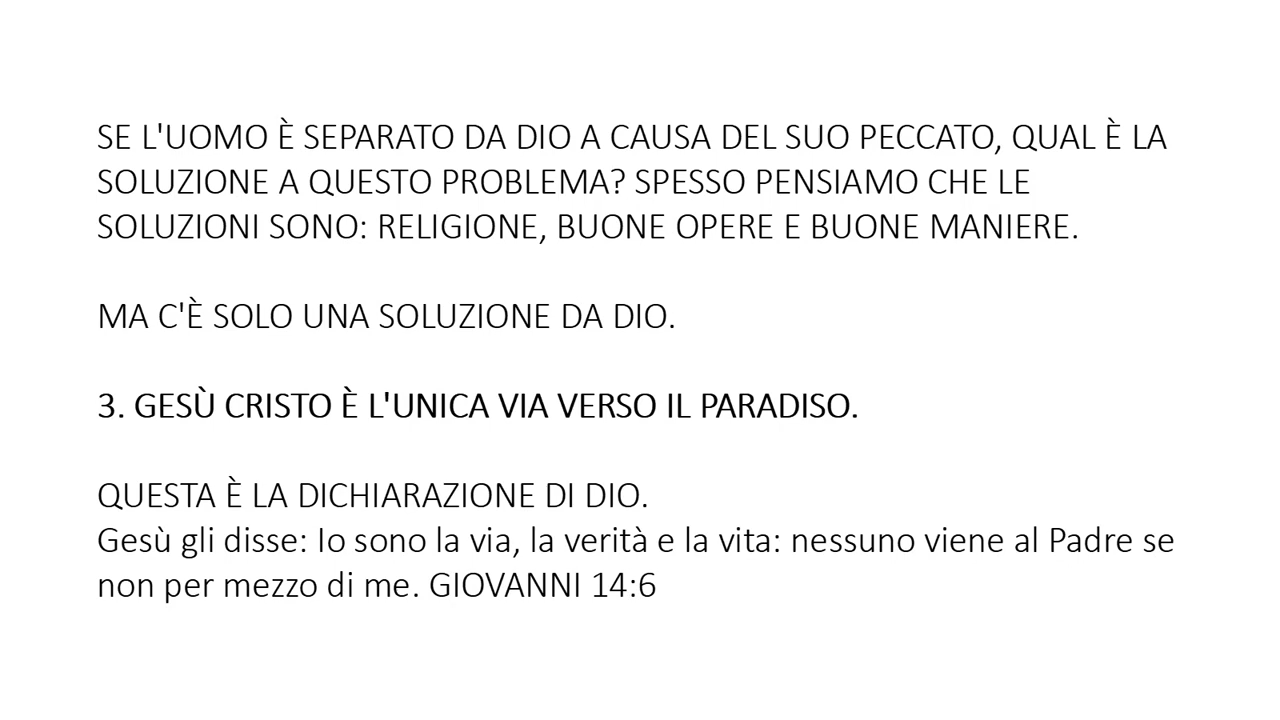 SE L'UOMO È SEPARATO DA DIO A CAUSA DEL SUO PECCATO, QUAL È LA
SOLUZIONE A QUESTO PROBLEMA? SPESSO PENSIAMO CHE LE
SOLUZIONI SONO: RELIGIONE, BUONE OPERE E BUONE MANIERE.
MA C'È SOLO UNA SOLUZIONE DA DIO.
3. GESÙ CRISTO È L'UNICA VIA VERSO IL PARADISO.
QUESTA È LA DICHIARAZIONE DI DIO.
Gesù gli disse: Io sono la via, la verità e la vita: nessuno viene al Padre se
non per mezzo di me. GIOVANNI 14:6